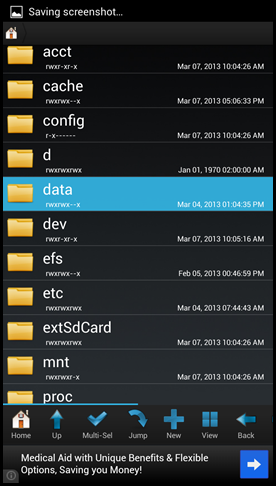 Saving screenshot...
acct
rwxr-xr-x Mar 07, 2013 10:04:26 AM
cache
rwxrwx--x Mar 07, 2013 05:06:33 PM
config
r-x------ Mar 07, 2013 10:04:26 AM
d
rwxrwxrwx Jan 01, 1970 02:00:00 AM
data
rwxrwx--x Mar 04, 2013 01:04:35 PM
dev
rwxr-xr-x Mar 07, 2013 10:05:16 AM
efs
rwxrwx--x Feb 05, 2013 00:46:59 PM
etc
rwxrwxrwx Mar 04, 2013 07:44:43 AM
extSdCard
rwxrwxrwx Mar 07, 2013 10:04:26 AM
mnt
rwxrwxr-x Mar 07, 2013 10:04:26 AM
proc
Home Up Multi-Sel Jump New View Back
Medical Aid with Unique Benefits & Flexible
Options, Saving you Money!